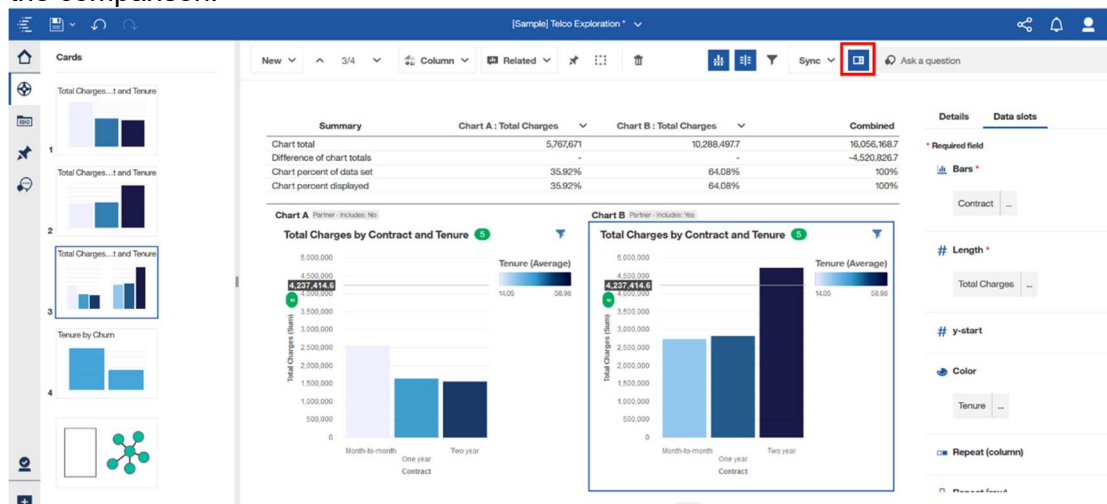 the comparison.
[Sample] Telco Exploration *
Cards
New
3/4
Column
Related
Sync
Ask a question
Total Charges...t and Tenure
1
Total Charges...t and Tenure
2
Total Charges...t and Tenure
3
Tenure by Churn
4
Summary Chart A : Total Charges Chart B : Total Charges Combined
Chart total 5,767,671 10,288,497.7 16,056,168.7
Difference of chart totals - - -4,520,826.7
Chart percent of data set 35.92% 64.08% 100%
Chart percent displayed 35.92% 64.08% 100%
Chart A Partner - Includes: No
Total Charges by Contract and Tenure 5
Tenure (Average)
14.05 58.98
5,000,000
4,500,000
4,237,414.6
4,000,000
3,500,000
3,000,000
2,500,000
2,000,000
1,500,000
1,000,000
500,000
0
Total Charges (Sum)
Month-to-month
One year
Two year
Contract
Chart B Partner - Includes: Yes
Total Charges by Contract and Tenure 5
Tenure (Average)
14.05 58.98
5,000,000
4,500,000
4,237,414.6
4,000,000
3,500,000
3,000,000
2,500,000
2,000,000
1,500,000
1,000,000
500,000
0
Total Charges (Sum)
Month-to-month
One year
Two year
Contract
Details Data slots
* Required field
Bars *
Contract ...
# Length *
Total Charges ...
# y-start
Color
Tenure ...
Repeat (column)